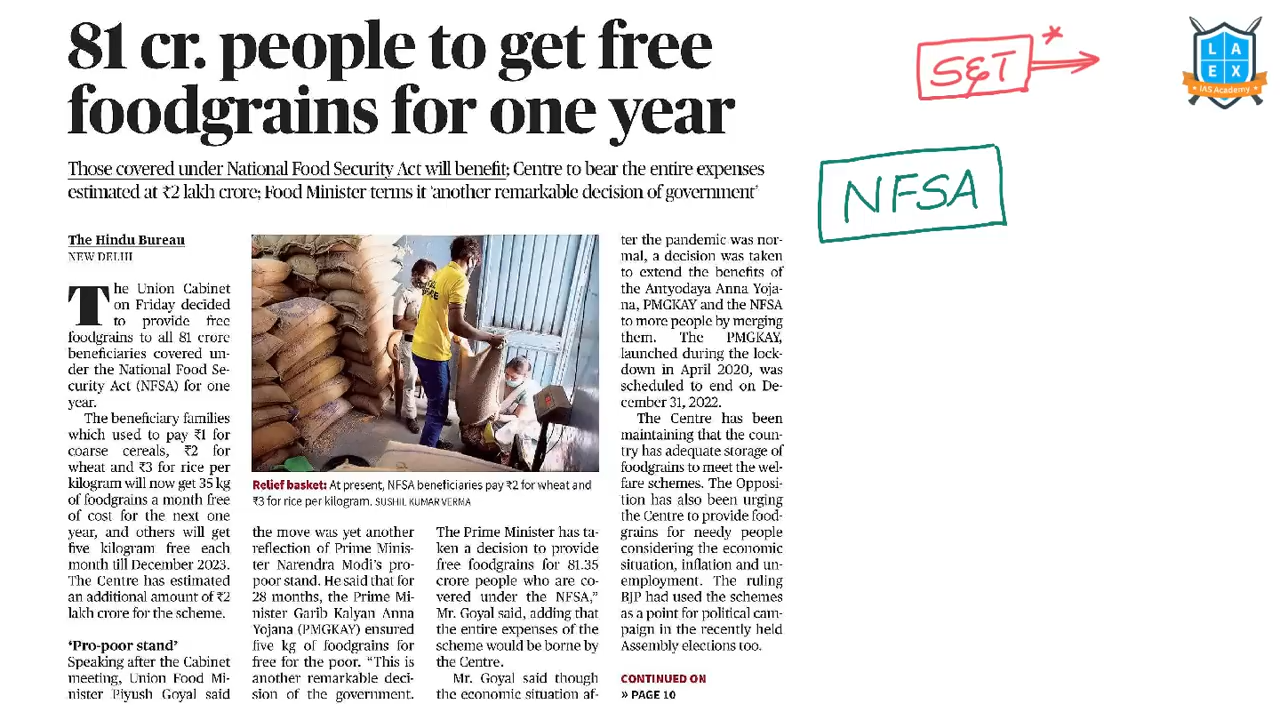 81 cr. people to get free
foodgrains for one year
Those covered under National Food Security Act will benefit; Centre to bear the entire expenses
estimated at ₹2 lakh crore; Food Minister terms it ‘another remarkable decision of government’
The Hindu Bureau
NEW DELHI
The Union Cabinet
on Friday decided
to provide free
foodgrains to all 81 crore
beneficiaries covered un-
der the National Food Se-
curity Act (NFSA) for one
year.
The beneficiary families
which used to pay ₹1 for
coarse cereals, ₹2 for
wheat and ₹3 for rice per
kilogram will now get 35 kg
of foodgrains a month free
of cost for the next one
year, and others will get
five kilogram free each
month till December 2023.
The Centre has estimated
an additional amount of ₹2
lakh crore for the scheme.
‘Pro-poor stand’
Speaking after the Cabinet
meeting, Union Food Mi-
nister Piyush Goyal said
Relief basket: At present, NFSA beneficiaries pay ₹2 for wheat and
₹3 for rice per kilogram. SUSHIL KUMAR VERMA
the move was yet another
reflection of Prime Minis-
ter Narendra Modi’s pro-
poor stand. He said that for
28 months, the Prime Mi-
nister Garib Kalyan Anna
Yojana (PMGKAY) ensured
five kg of foodgrains for
free for the poor. “This is
another remarkable deci-
sion of the government.
The Prime Minister has ta-
ken a decision to provide
free foodgrains for 81.35
crore people who are co-
vered under the NFSA,”
Mr. Goyal said, adding that
the entire expenses of the
scheme would be borne by
the Centre.
Mr. Goyal said though
the economic situation af-
ter the pandemic was nor-
mal, a decision was taken
to extend the benefits of
the Antyodaya Anna Yoja-
na, PMGKAY and the NFSA
to more people by merging
them. The PMGKAY,
launched during the lock-
down in April 2020, was
scheduled to end on De-
cember 31, 2022.
The Centre has been
maintaining that the coun-
try has adequate storage of
foodgrains to meet the wel-
fare schemes. The Opposi-
tion has also been urging
the Centre to provide food-
grains for needy people
considering the economic
situation, inflation and un-
employment. The ruling
BJP had used the schemes
as a point for political cam-
paign in the recently held
Assembly elections too.
CONTINUED ON
» PAGE 10
S&T *
NFSA
L A
E X
IAS Academy